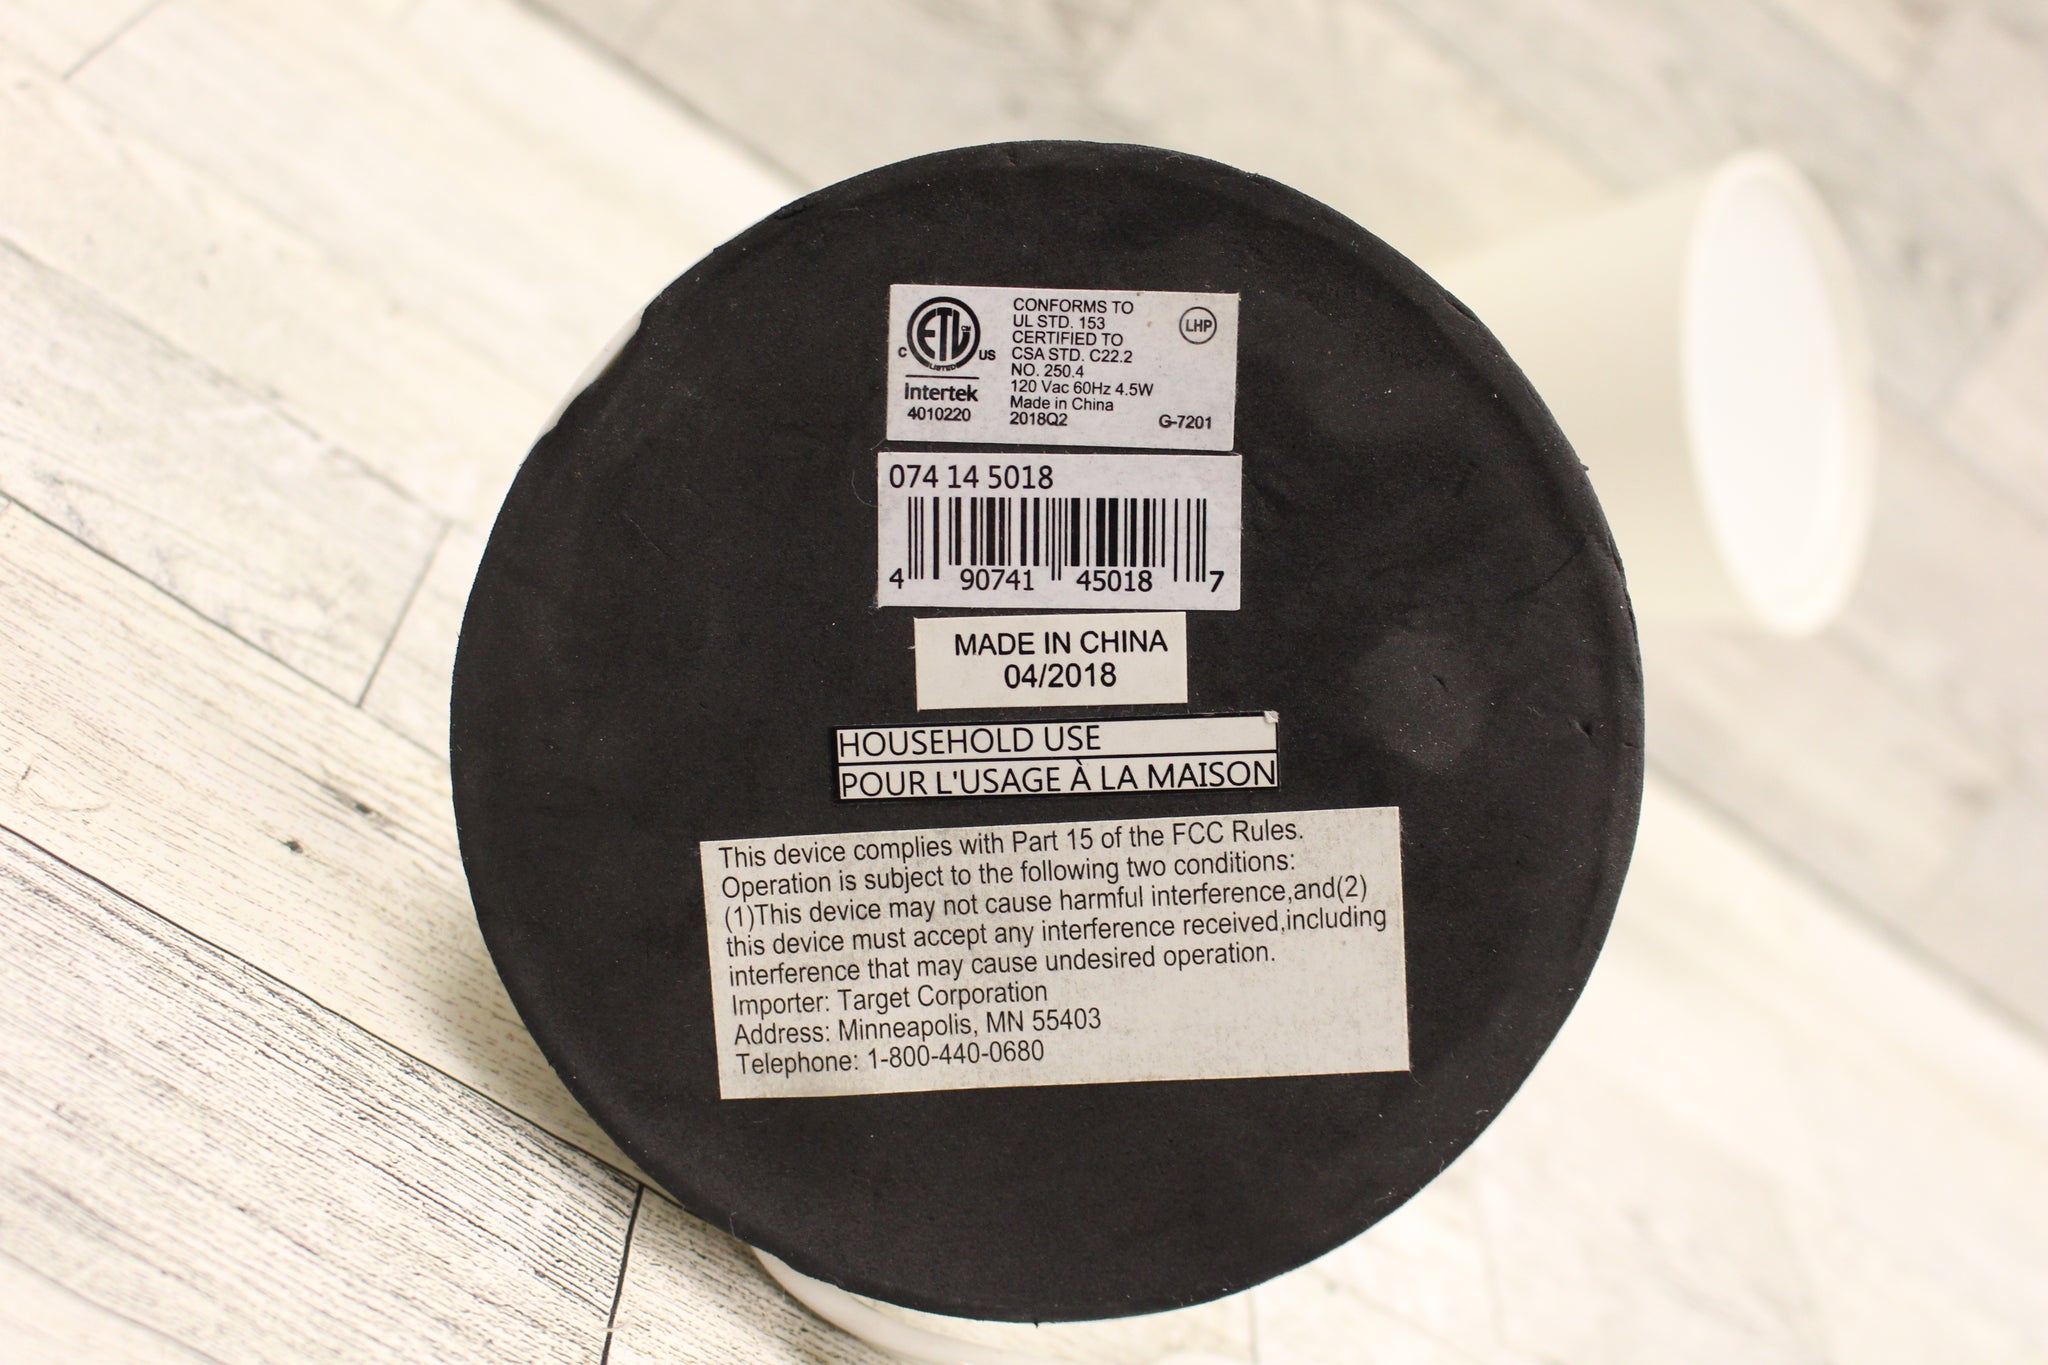 ETL CM
LISTED
C US
Intertek
4010220
CONFORMS TO
UL STD. 153
CERTIFIED TO
CSA STD. C22.2
NO. 250.4
120 Vac 60Hz 4.5W
Made in China
2018Q2
LHP
G-7201
074 14 5018
4 90741 45018 7
MADE IN CHINA
04/2018
HOUSEHOLD USE
POUR L'USAGE À LA MAISON
This device complies with Part 15 of the FCC Rules.
Operation is subject to the following two conditions:
(1)This device may not cause harmful interference,and(2)
this device must accept any interference received,including
interference that may cause undesired operation.
Importer: Target Corporation
Address: Minneapolis, MN 55403
Telephone: 1-800-440-0680